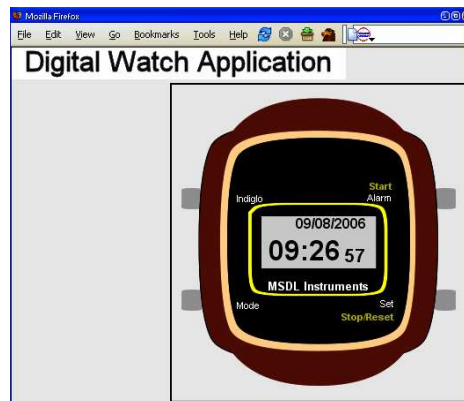 Mozilla Firefox
File Edit View Go Bookmarks Tools Help
Digital Watch Application
Start
Indiglo Alarm
09/08/2006
09:26 57
MSDL Instruments
Mode Set
Stop/Reset